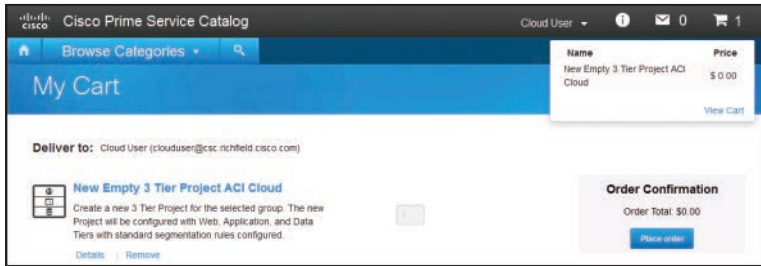 cisco Cisco Prime Service Catalog Cloud User 0 1
Browse Categories
Name Price
New Empty 3 Tier Project ACI Cloud $ 0.00
View Cart
My Cart
Deliver to: Cloud User (clouduser@csc.richfield.cisco.com)
New Empty 3 Tier Project ACI Cloud
Create a new 3 Tier Project for the selected group. The new
Project will be configured with Web, Application, and Data
Tiers with standard segmentation rules configured.
Details | Remove
Order Confirmation
Order Total: $0.00
Place order